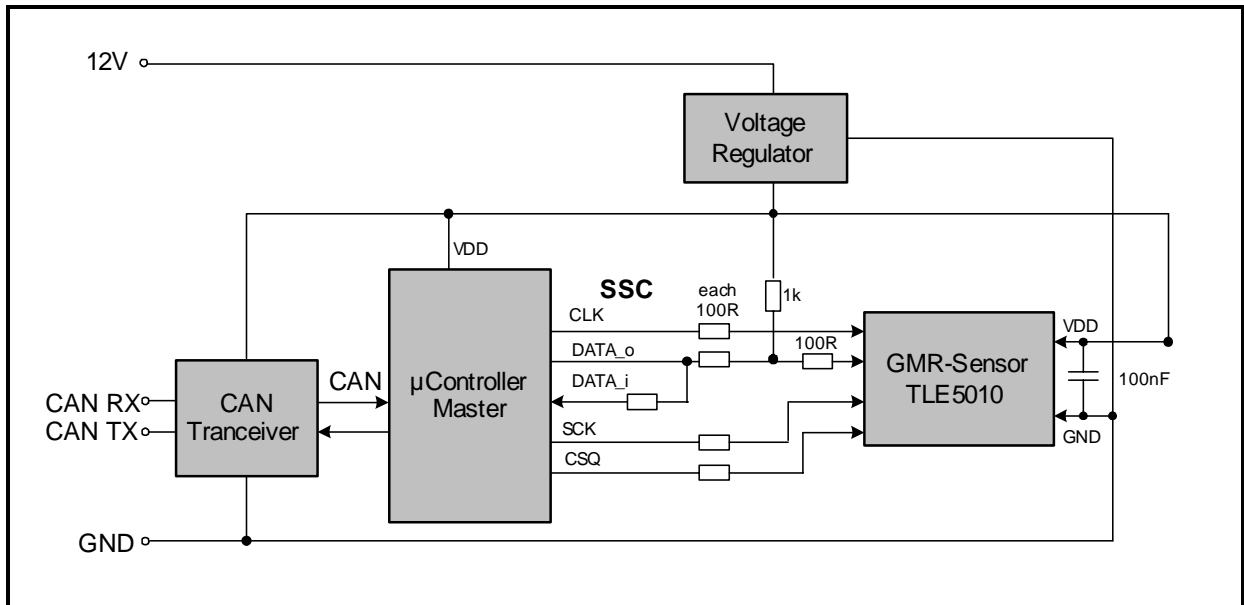 12V
Voltage
Regulator
VDD
SSC
each
100R
1k
CLK
VDD
DATA_o
100R
GMR-Sensor
TLE5010
100nF
DATA_i
CAN
µController
Master
CAN RX
CAN TX
CAN
Tranceiver
SCK
GND
CSQ
GND